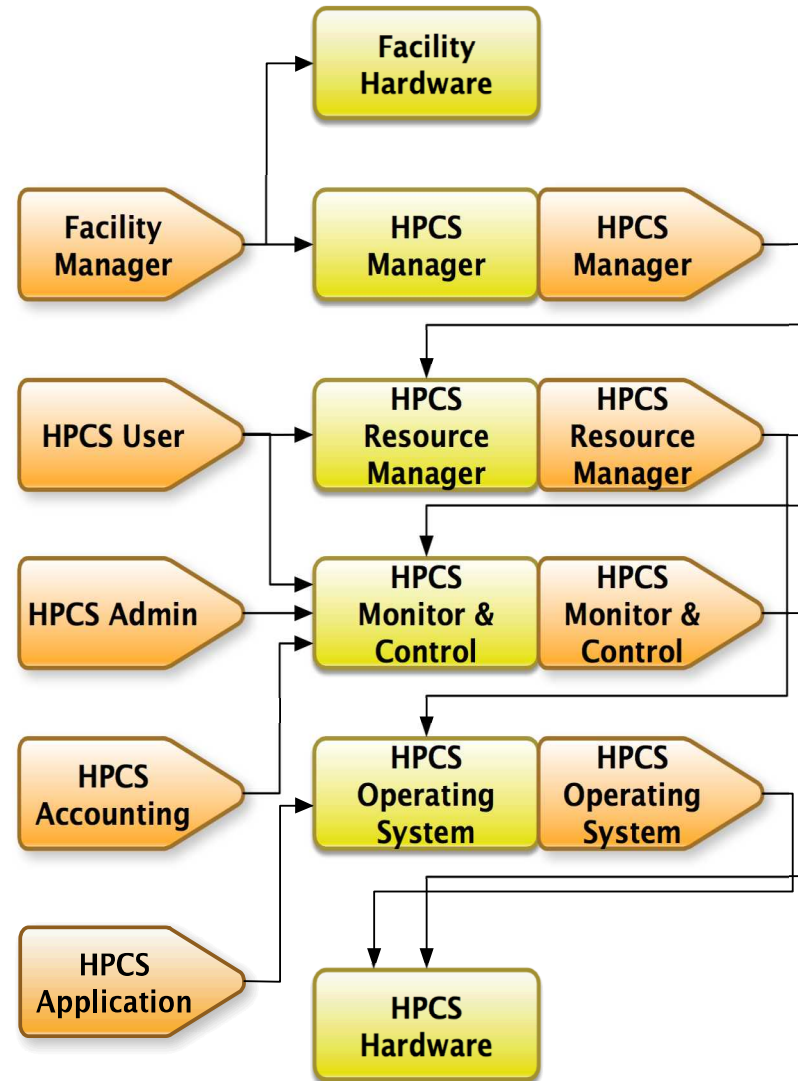 Facility
Hardware
Facility
Manager
HPCS
Manager
HPCS
Manager
HPCS User
HPCS
Resource
Manager
HPCS
Resource
Manager
HPCS Admin
HPCS
Monitor &
Control
HPCS
Monitor &
Control
HPCS
Accounting
HPCS
Operating
System
HPCS
Operating
System
HPCS
Application
HPCS
Hardware